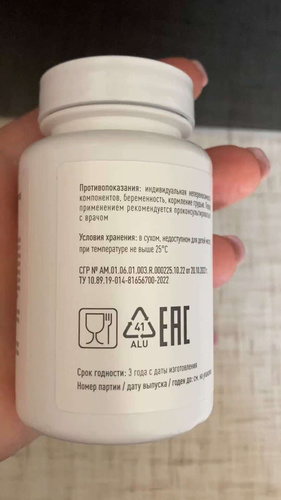 Противопоказания: индивидуальная непереносимость
компонентов, беременность, кормление грудью.
применением рекомендуется проконсультироваться
с врачом
Условия хранения: в сухом, недоступном для детей месте,
при температуре не выше 25°C
СГР № AM.01.06.01.003.R.000225.10.22 от 20.10.2022 г.
ТУ 10.89.19-014-81656700-2022
41
ALU
EAC
Срок годности: 3 года с даты изготовления
Номер партии / дату выпуска / годен до: см. на упаковке